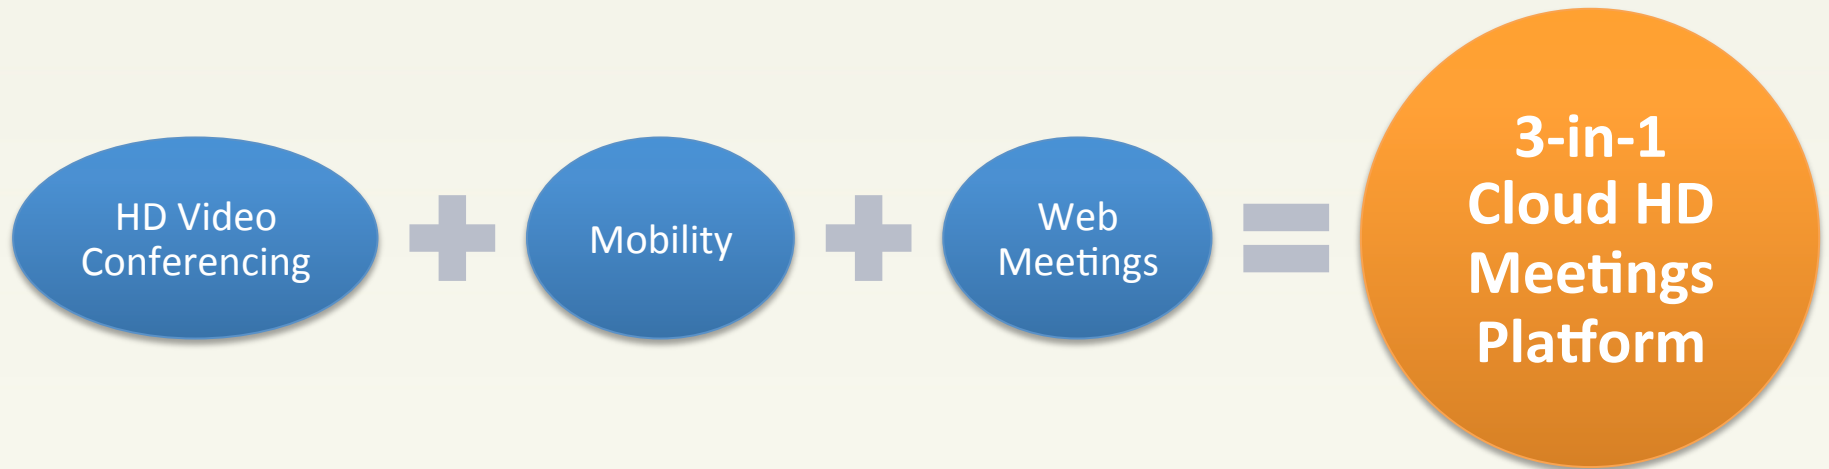 HD Video
Conferencing
Mobility
Web
Meetings
3-in-1
Cloud HD
Meetings
Platform